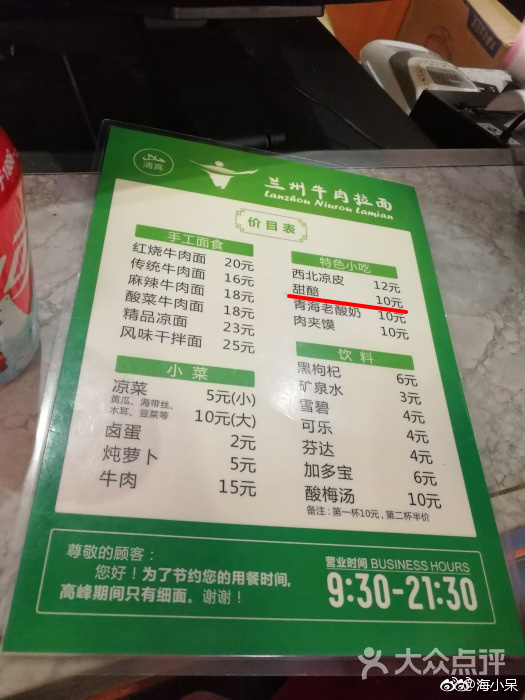 حلال
清真
兰州牛肉拉面
Lanzhou Niurou Lamian
价目表
手工面食
红烧牛肉面 20元
传统牛肉面 16元
麻辣牛肉面 18元
酸菜牛肉面 18元
精品凉面 23元
风味干拌面 25元
小菜
凉菜 5元(小)
黄瓜、海带丝、
木耳、豆菜等 10元(大)
卤蛋 2元
炖萝卜 5元
牛肉 15元
特色小吃
西北凉皮 12元
甜醅 10元
青海老酸奶 10元
肉夹馍 10元
饮料
黑枸杞 6元
矿泉水 3元
雪碧 4元
可乐 4元
芬达 4元
加多宝 6元
酸梅汤 10元
备注：第一杯10元，第二杯半价
尊敬的顾客：
您好！为了节约您的用餐时间，
高峰期间只有细面。谢谢！
营业时间 BUSINESS HOURS
9:30-21:30
大众点评
@海小呆